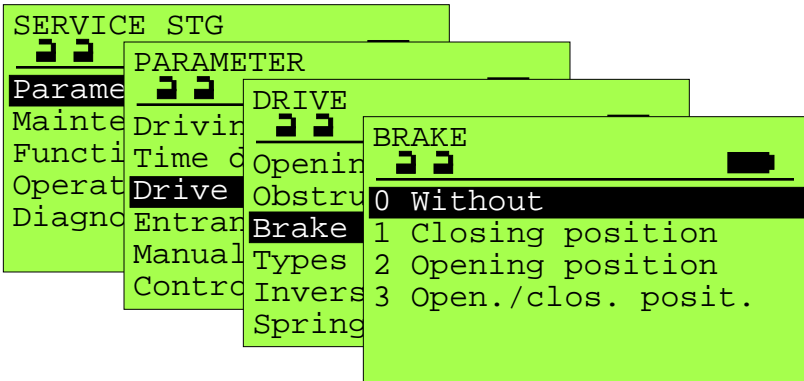 SERVICE STG
Parame
Mainte
Functi
Operat
Diagno
PARAMETER
Drivin
Time d
Drive
Entran
Manual
Contro
DRIVE
Openin
Obstru
Brake
Types
Invers
Spring
BRAKE
0 Without
1 Closing position
2 Opening position
3 Open./clos. posit.